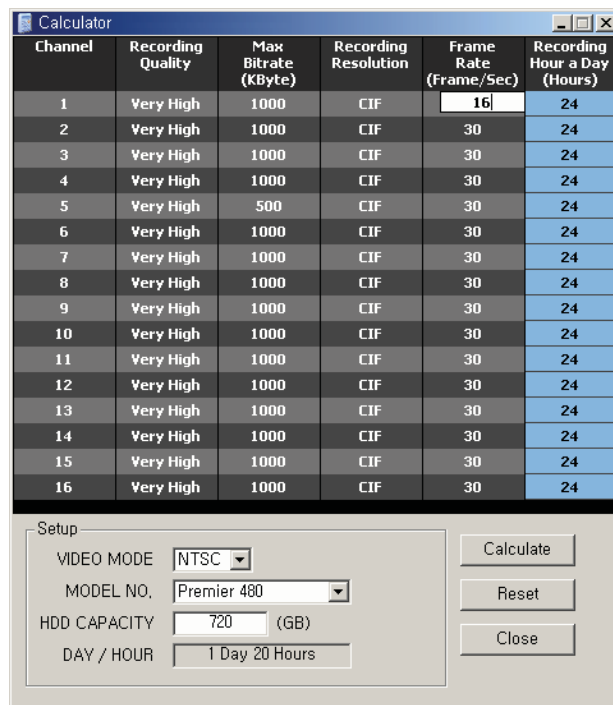 Calculator
Channel Recording Quality Max Bitrate (KByte) Recording Resolution Frame Rate (Frame/Sec) Recording Hour a Day (Hours)
1 Very High 1000 CIF 16 24
2 Very High 1000 CIF 30 24
3 Very High 1000 CIF 30 24
4 Very High 1000 CIF 30 24
5 Very High 500 CIF 30 24
6 Very High 1000 CIF 30 24
7 Very High 1000 CIF 30 24
8 Very High 1000 CIF 30 24
9 Very High 1000 CIF 30 24
10 Very High 1000 CIF 30 24
11 Very High 1000 CIF 30 24
12 Very High 1000 CIF 30 24
13 Very High 1000 CIF 30 24
14 Very High 1000 CIF 30 24
15 Very High 1000 CIF 30 24
16 Very High 1000 CIF 30 24
Setup
VIDEO MODE NTSC
MODEL NO, Premier 480
HDD CAPACITY 720 (GB)
DAY / HOUR 1 Day 20 Hours
Calculate
Reset
Close